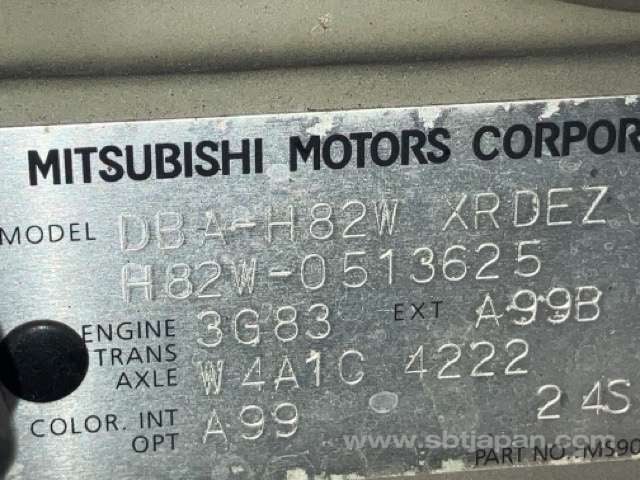 MITSUBISHI MOTORS CORPOR
MODEL DBA-H82W XRDEZ
H82W-0513625
ENGINE 3G83 EXT A99B
TRANS
AXLE W4A1C 4222
COLOR. INT A99 24S
OPT
www.sbtjapan.com
PART NO.:MS90